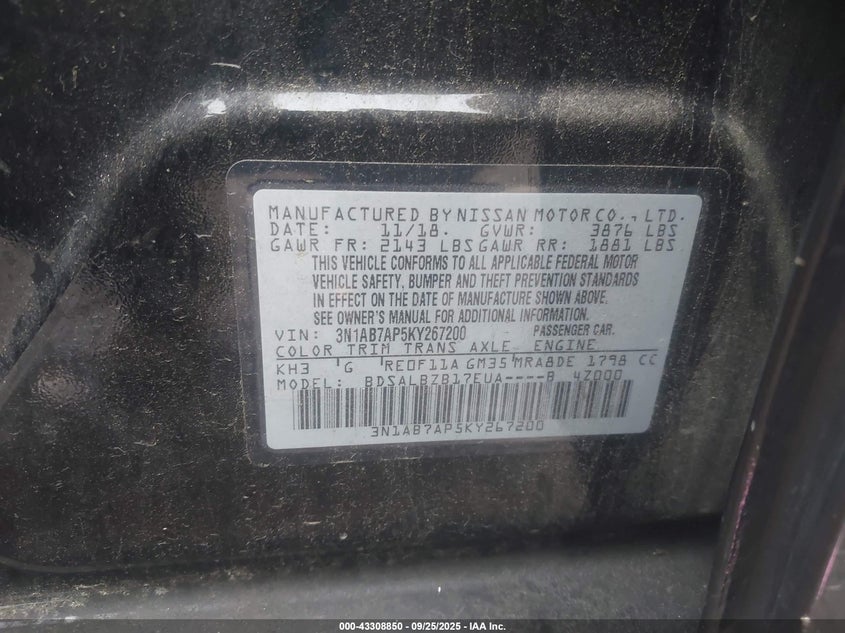 MANUFACTURED BY NISSAN MOTOR CO., LTD.
DATE: 11/18. GVWR: 3876 LBS
GAWR FR: 2143 LBS GAWR RR: 1881 LBS
THIS VEHICLE CONFORMS TO ALL APPLICABLE FEDERAL MOTOR
VEHICLE SAFETY, BUMPER AND THEFT PREVENTION STANDARDS
IN EFFECT ON THE DATE OF MANUFACTURE SHOWN ABOVE.
SEE OWNER'S MANUAL FOR ADDITIONAL INFORMATION
VIN: 3N1AB7AP5KY267200 PASSENGER CAR.
COLOR TRIM TRANS AXLE ENGINE
KH3 G RE0F11A GM35 MRA8DE 1798 CC
MODEL: BDSALBZB17EUA----B 4Z000
3N1AB7AP5KY267200
000-43308850 / 09/25/2025 - IAA Inc.